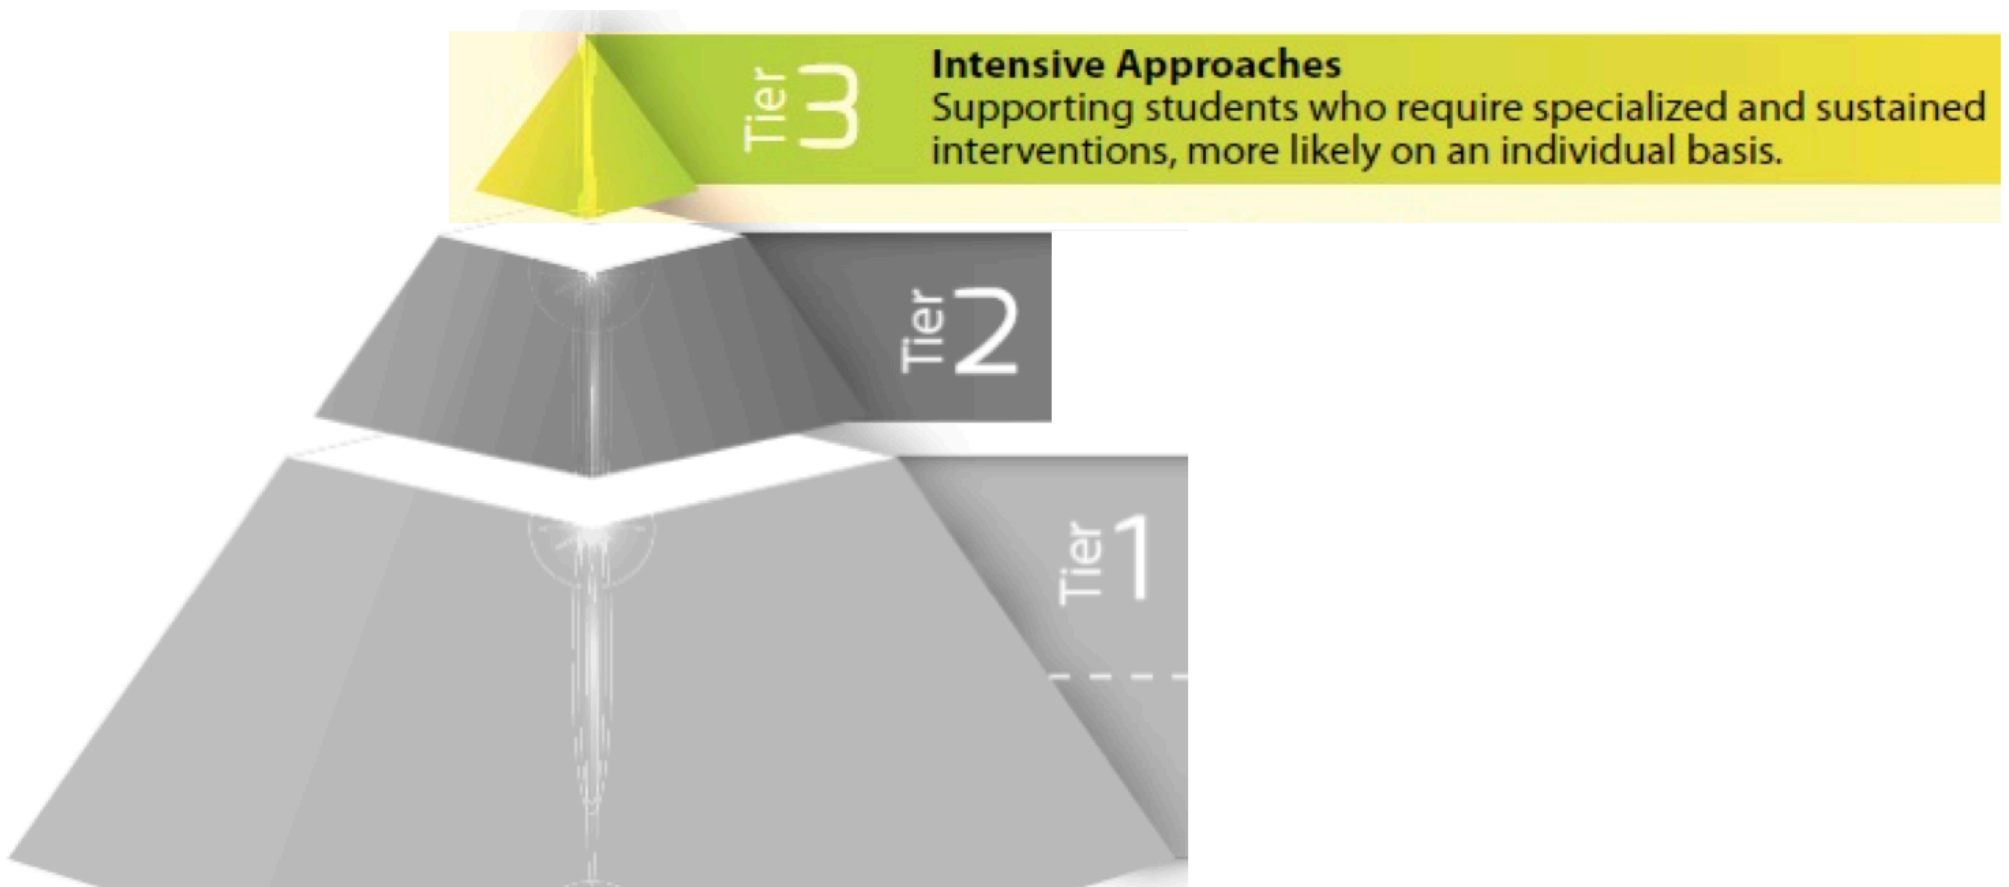 Tier 3
Intensive Approaches
Supporting students who require specialized and sustained
interventions, more likely on an individual basis.
Tier 2
Tier 1